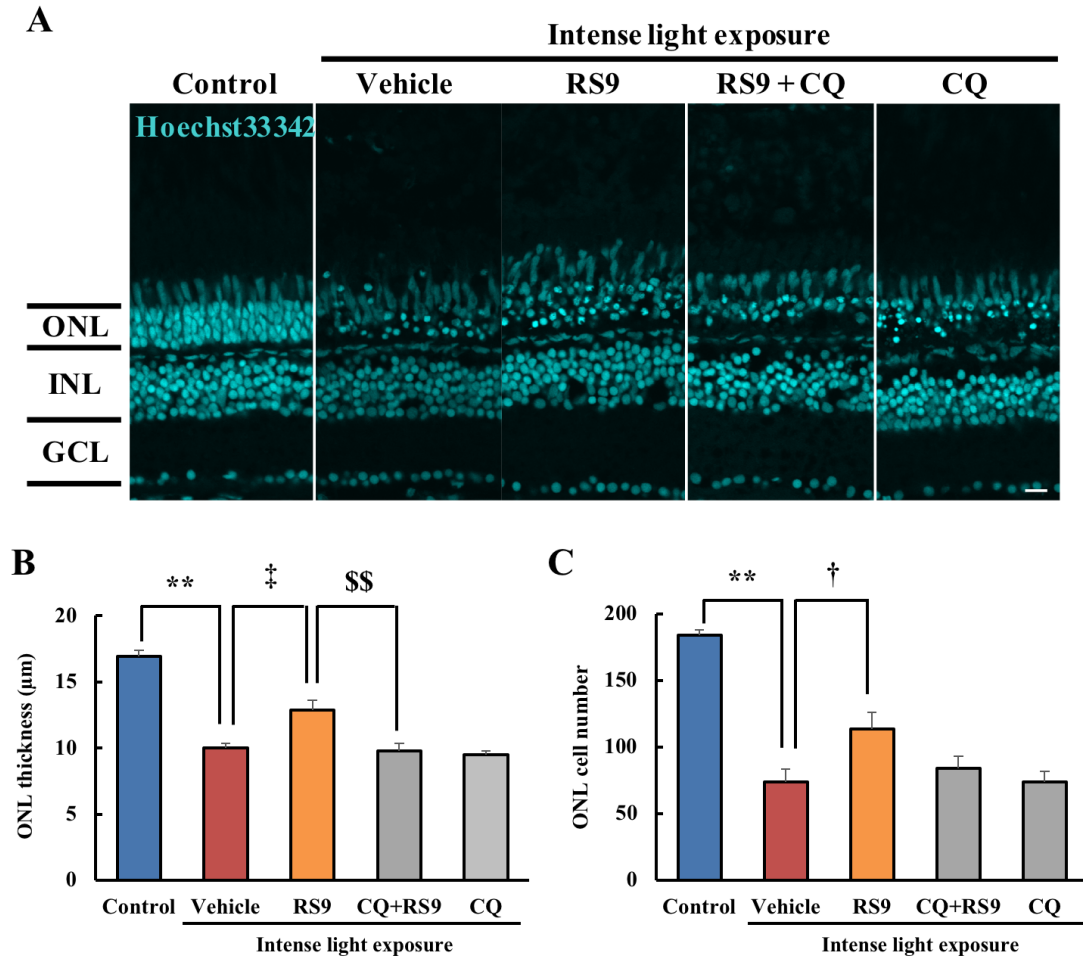 A
Intense light exposure
Control Vehicle RS9 RS9 + CQ CQ
Hoechst33342
ONL
INL
GCL
B
** ‡ $$
ONL thickness (μm)
20
15
10
5
0
Control Vehicle RS9 CQ+RS9 CQ
Intense light exposure
C
** †
ONL cell number
200
150
100
50
0
Control Vehicle RS9 CQ+RS9 CQ
Intense light exposure